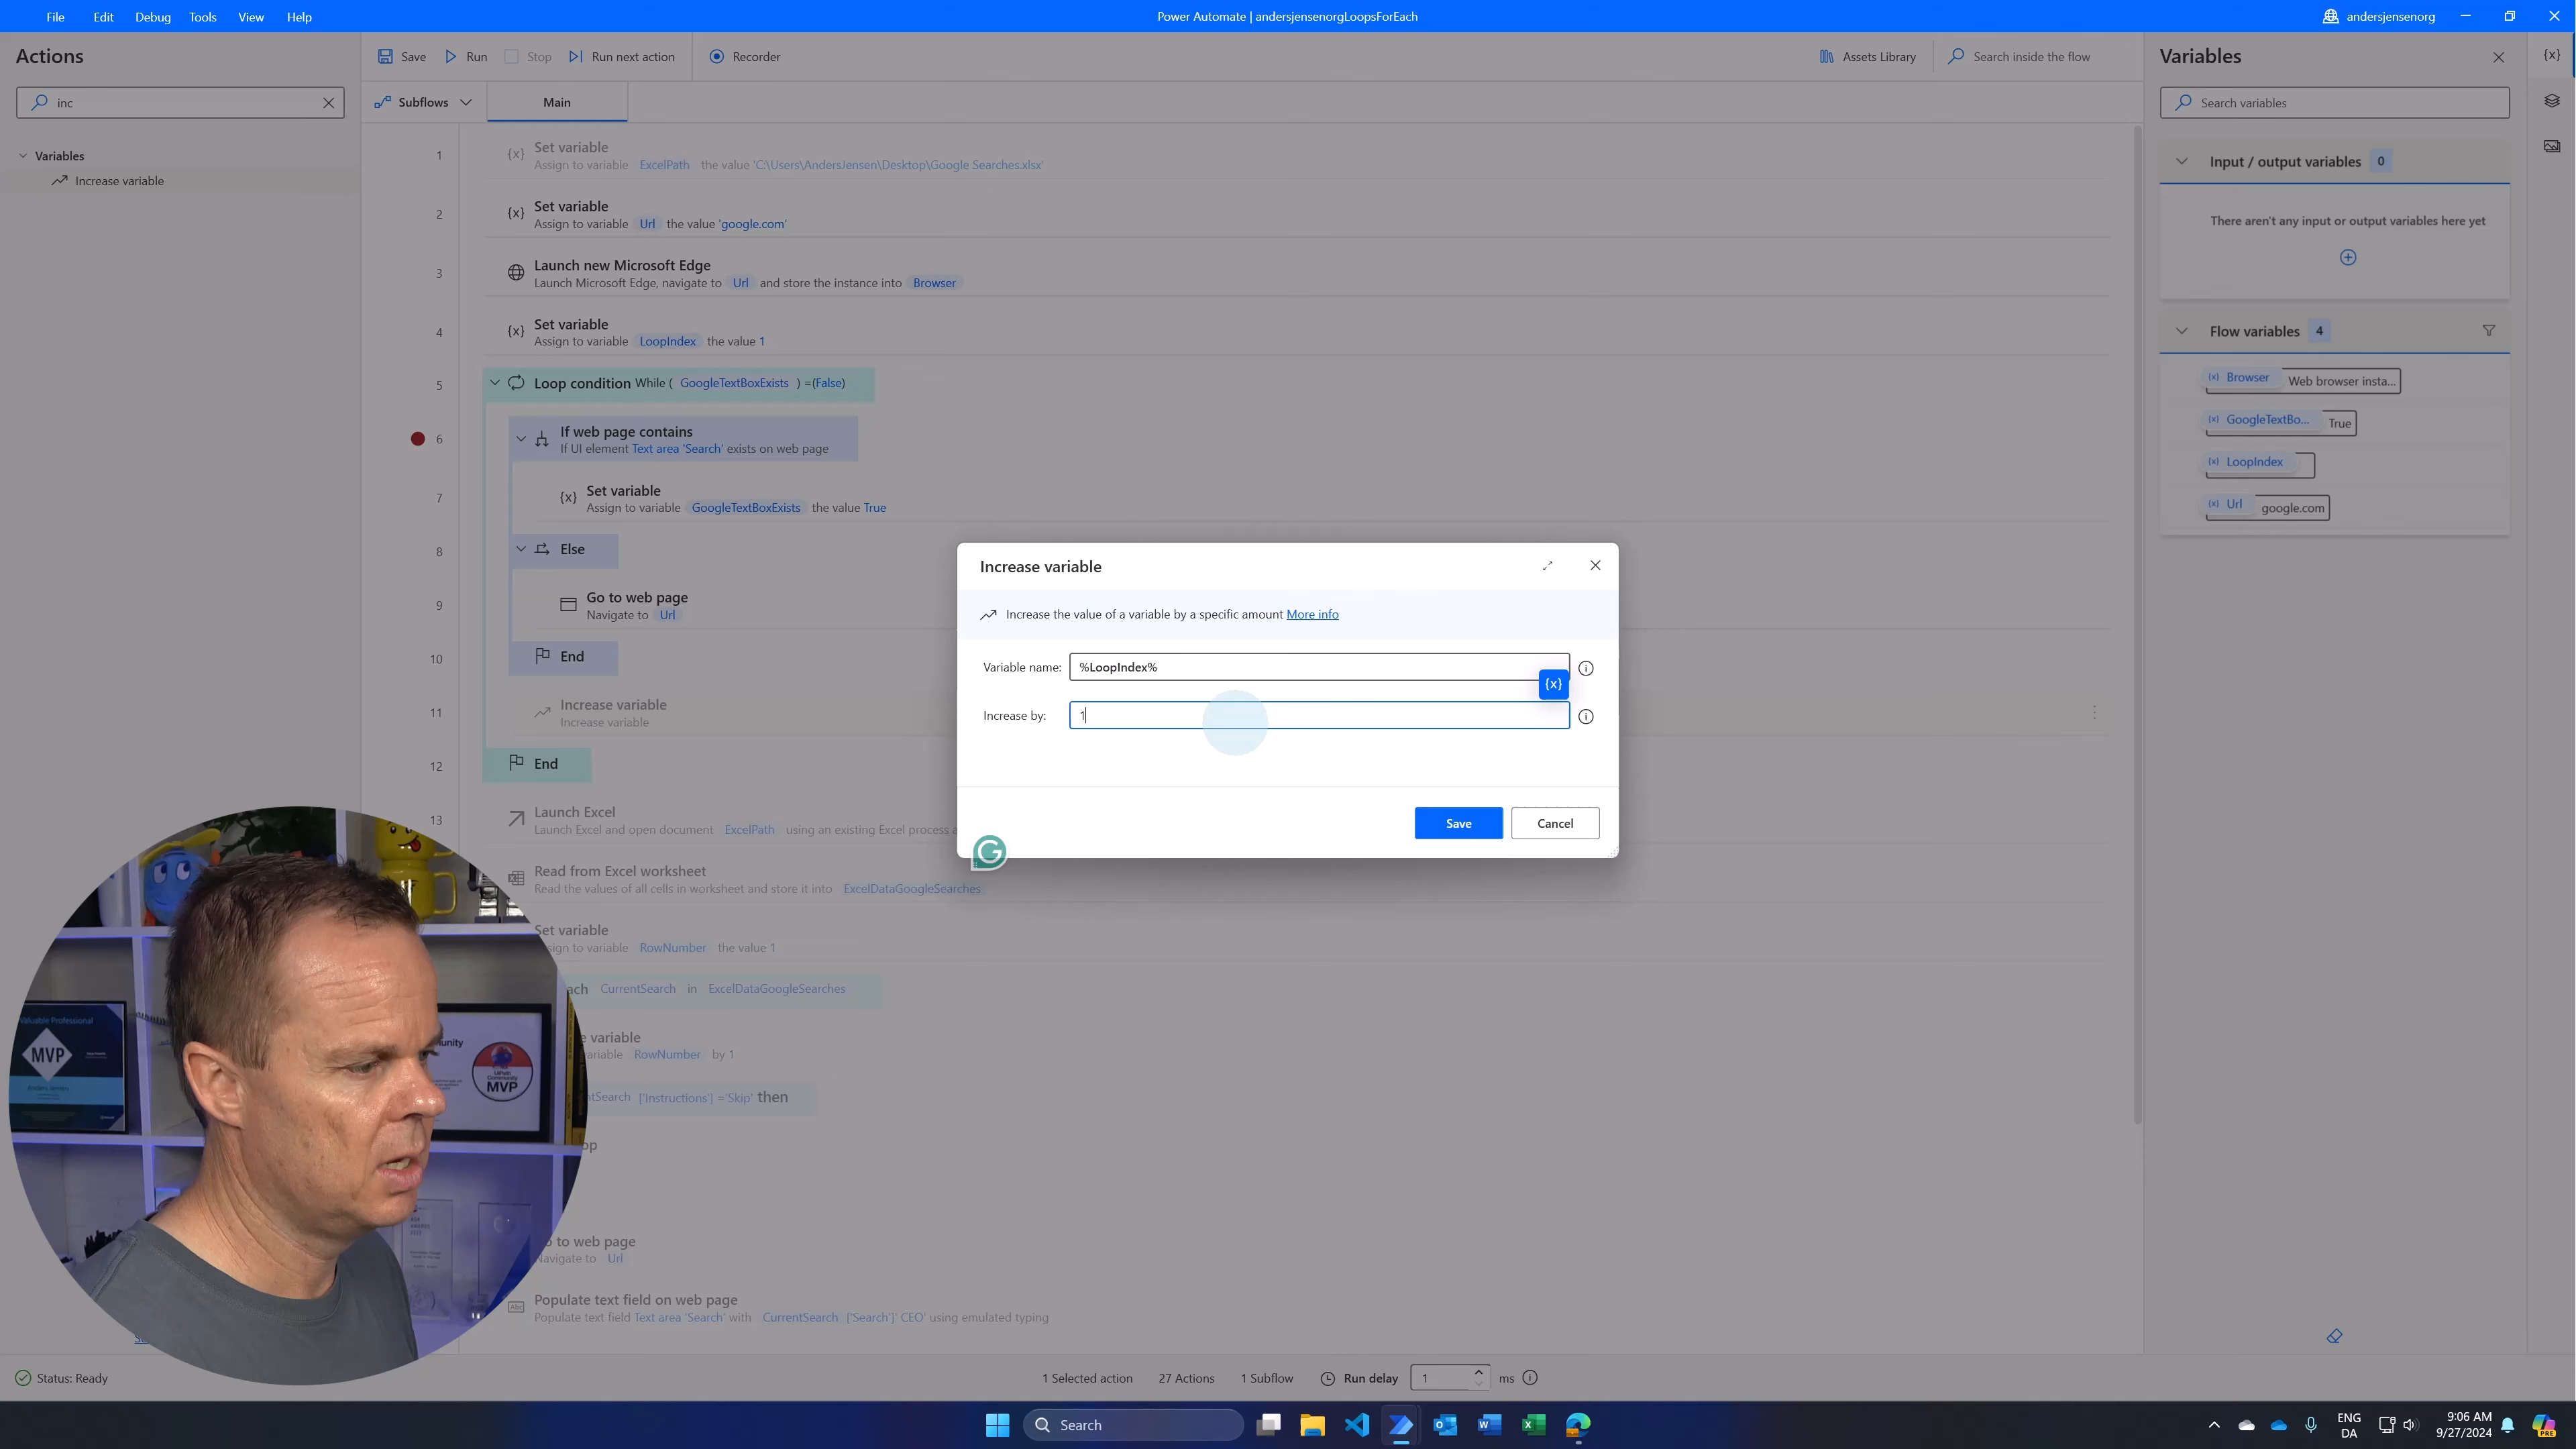 File Edit Debug Tools View Help
Power Automate | andersjensenorgLoopsForEach
andersjensenorg
Actions
inc
Variables
Increase variable
Save Run Stop Run next action Recorder
Assets Library Search inside the flow
Subflows Main
1 Set variable
Assign to variable ExcelPath the value 'C:\Users\AndersJensen\Desktop\Google Searches.xlsx'
2 Set variable
Assign to variable Url the value 'google.com'
3 Launch new Microsoft Edge
Launch Microsoft Edge, navigate to Url and store the instance into Browser
4 Set variable
Assign to variable LoopIndex the value 1
5 Loop condition While ( GoogleTextBoxExists ) =(False)
6 If web page contains
If UI element Text area 'Search' exists on web page
7 Set variable
Assign to variable GoogleTextBoxExists the value True
8 Else
9 Go to web page
Navigate to Url
10 End
11 Increase variable
Increase variable
12 End
13 Launch Excel
Launch Excel and open document ExcelPath using an existing Excel process
Read from Excel worksheet
Read the values of all cells in worksheet and store it into ExcelDataGoogleSearches
Set variable
sign to variable RowNumber the value 1
ach CurrentSearch in ExcelDataGoogleSearches
e variable
variable RowNumber by 1
ntSearch ['Instructions'] ='Skip' then
op
to web page
Navigate to Url
Populate text field on web page
Populate text field Text area 'Search' with CurrentSearch ['Search']' CEO' using emulated typing
Increase variable
Increase the value of a variable by a specific amount More info
Variable name: %LoopIndex%
{x}
Increase by: 1
Save Cancel
Variables
Search variables
Input / output variables 0
There aren't any input or output variables here yet
Flow variables 4
Browser Web browser insta...
GoogleTextBo... True
LoopIndex
Url google.com
Valuable Professional
MVP
Anders Jensen
munity
MVP
Status: Ready
1 Selected action 27 Actions 1 Subflow Run delay 1 ms
Search
ENG
DA
9:06 AM
9/27/2024
PRE